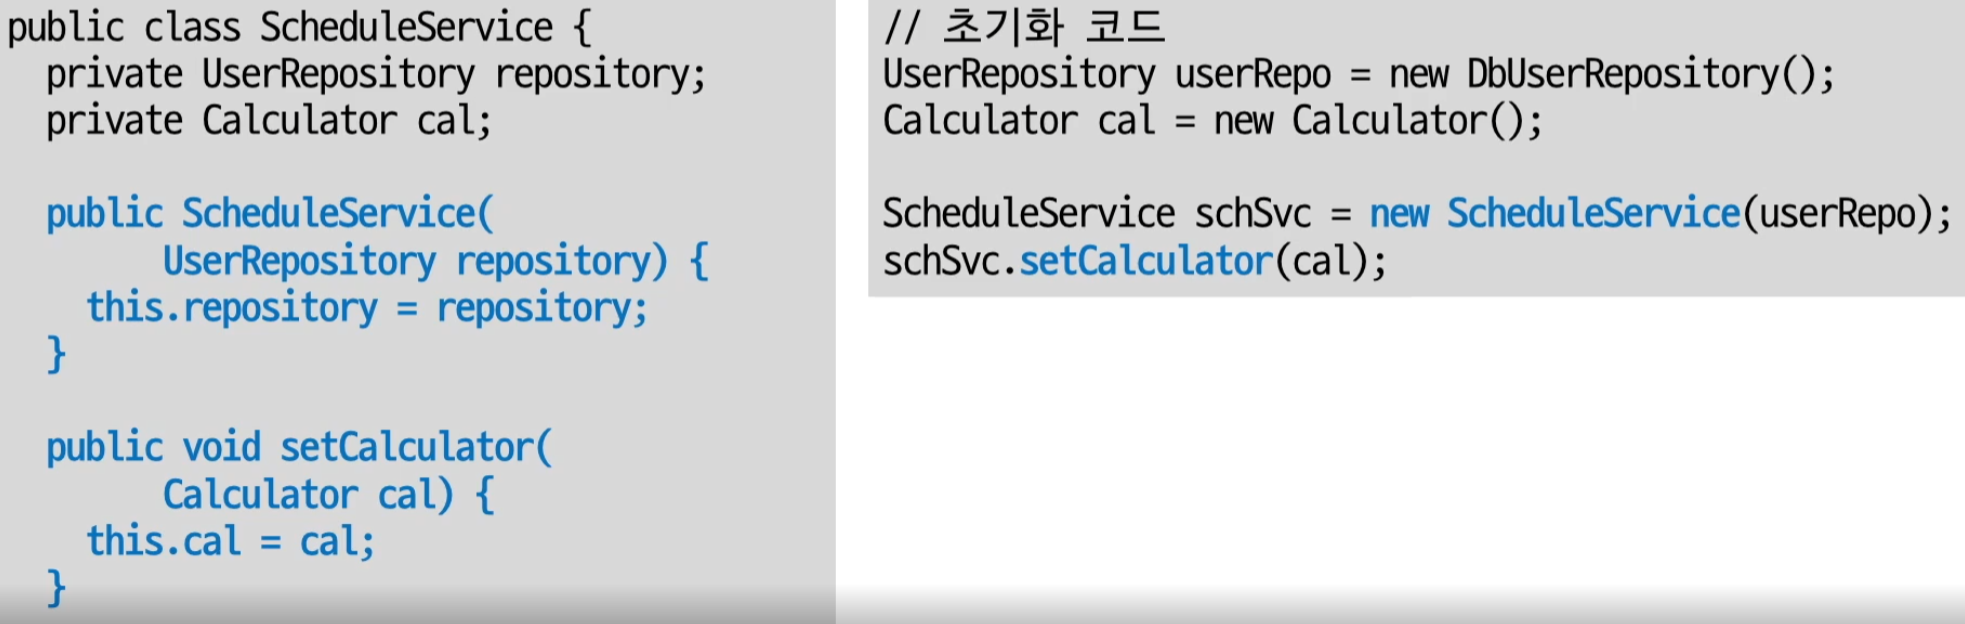 public class ScheduleService {
private UserRepository repository;
private Calculator cal;
public ScheduleService(
UserRepository repository) {
this.repository = repository;
}
public void setCalculator(
Calculator cal) {
this.cal = cal;
}
// 초기화 코드
UserRepository userRepo = new DbUserRepository();
Calculator cal = new Calculator();
ScheduleService schSvc = new ScheduleService(userRepo);
schSvc.setCalculator(cal);